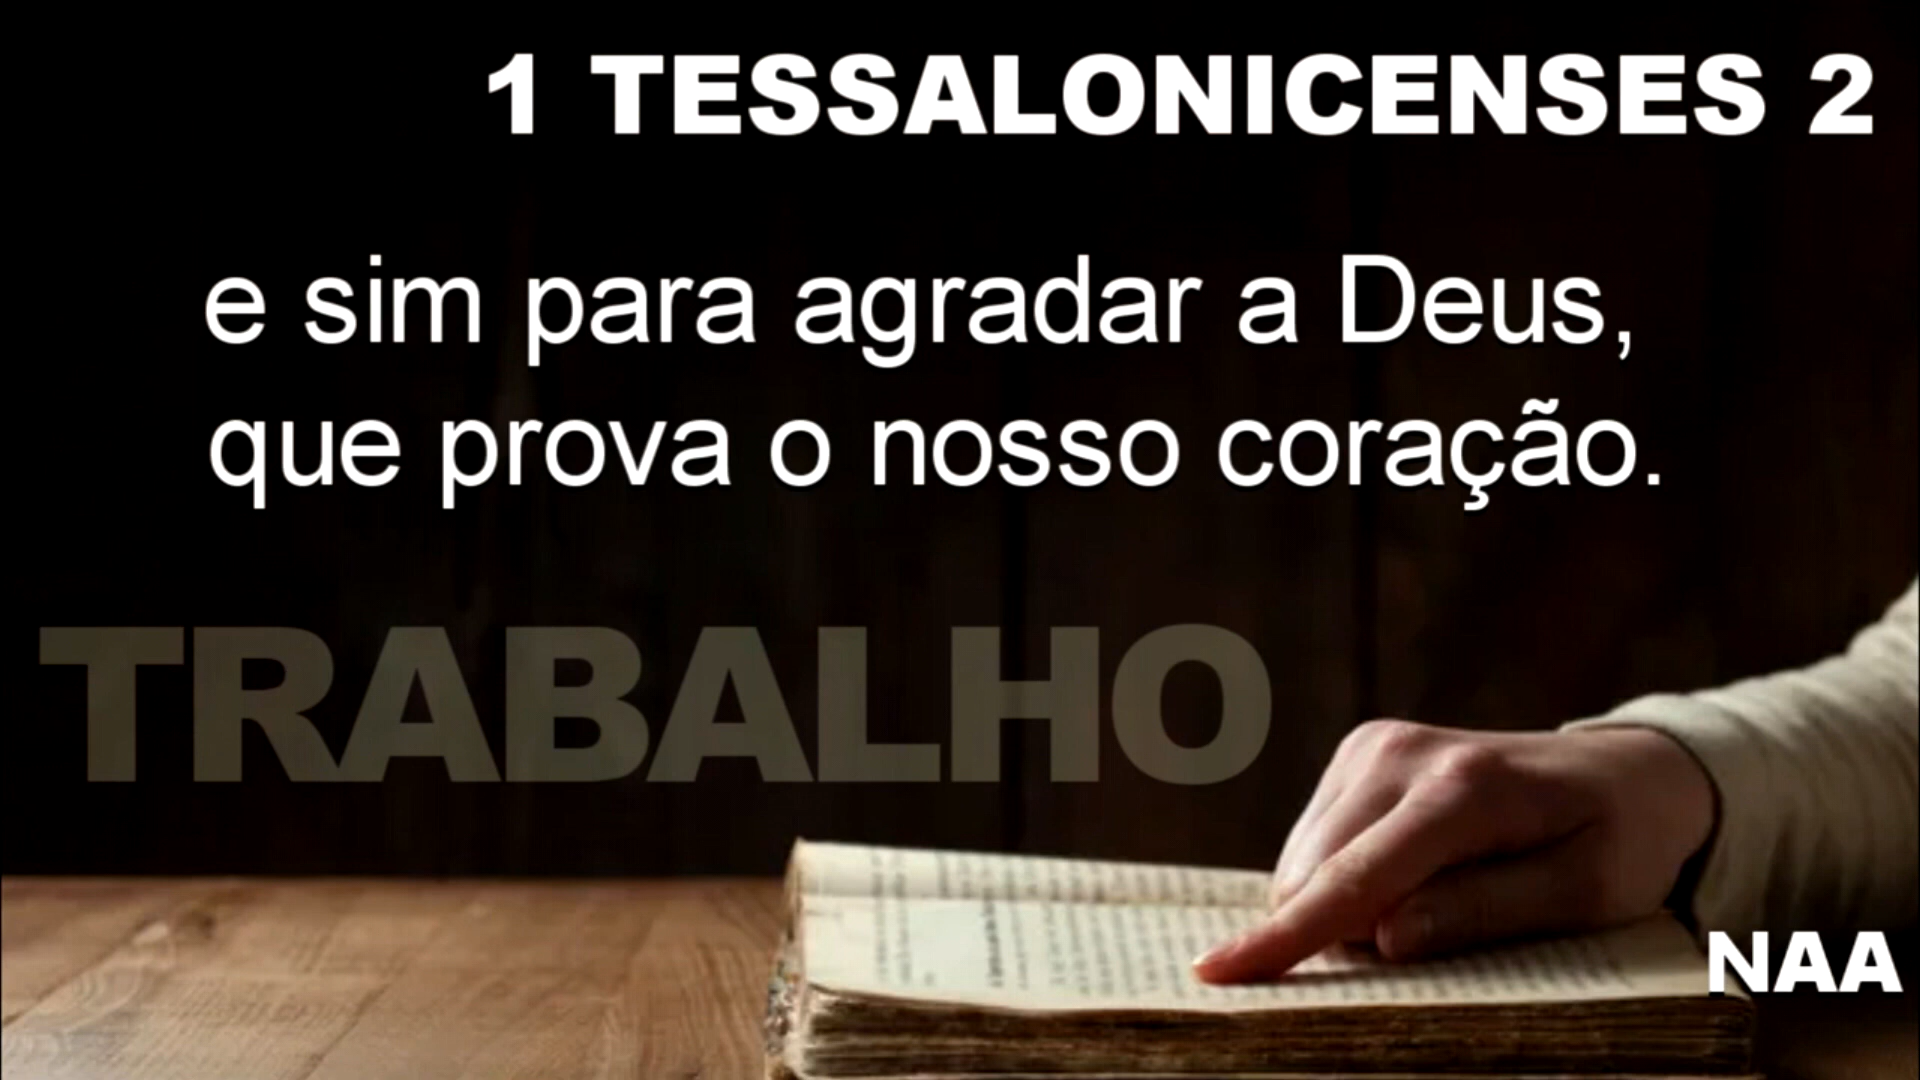 1 TESSALONICENSES 2
e sim para agradar a Deus,
que prova o nosso coração.
TRABALHO
NAA